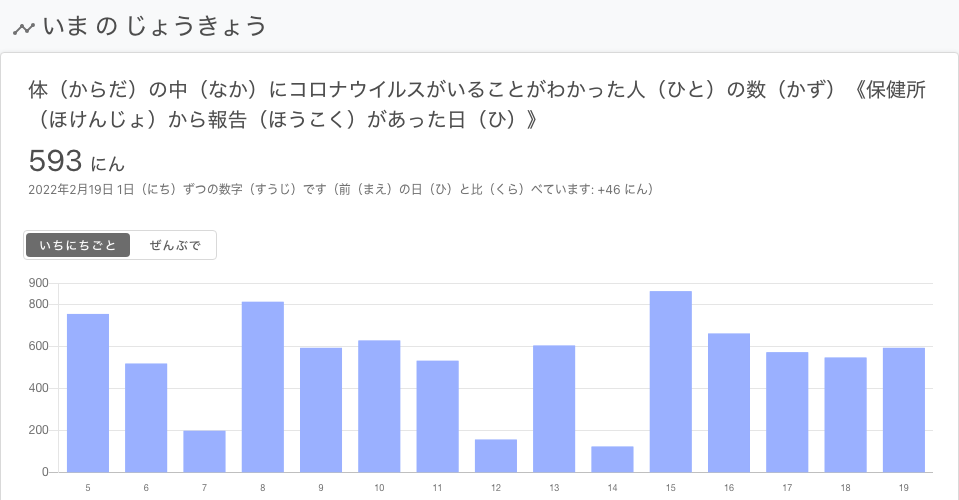 いま の じょうきょう
体（からだ）の中（なか）にコロナウイルスがいることがわかった人（ひと）の数（かず）《保健所
（ほけんじょ）から報告（ほうこく）があった日（ひ）》
593 にん
2022年2月19日 1日（にち）ずつの数字（すうじ）です（前（まえ）の日（ひ）と比（くら）べています: +46 にん）
いちにちごと ぜんぶで
900
800
600
400
200
0
5 6 7 8 9 10 11 12 13 14 15 16 17 18 19